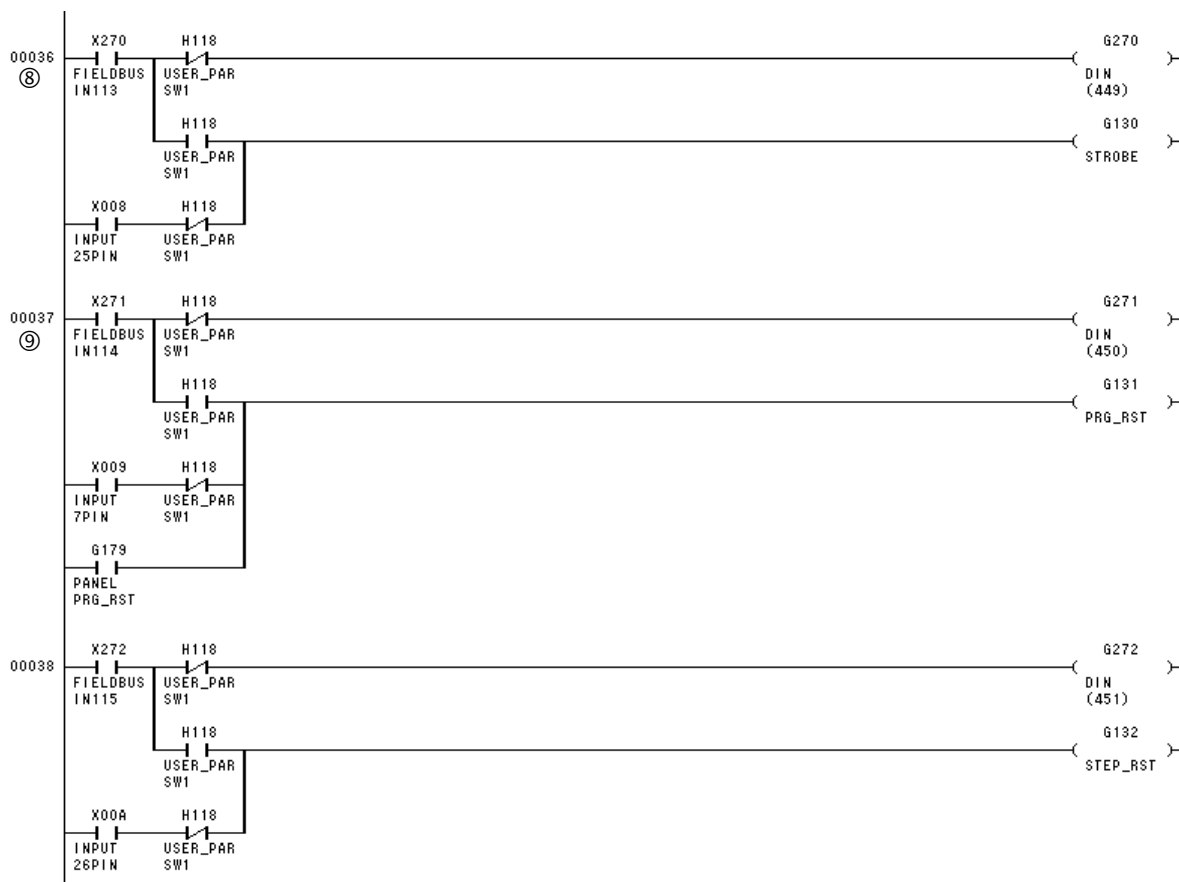 X270 H118 G270
00036
⑧ FIELDBUS USER_PAR DIN
IN113 SW1 (449)
H118 G130
USER_PAR STROBE
SW1
X008 H118
INPUT USER_PAR
25PIN SW1
X271 H118 G271
00037
⑨ FIELDBUS USER_PAR DIN
IN114 SW1 (450)
H118 G131
USER_PAR PRG_RST
SW1
X009 H118
INPUT USER_PAR
7PIN SW1
G179
PANEL
PRG_RST
X272 H118 G272
00038
FIELDBUS USER_PAR DIN
IN115 SW1 (451)
H118 G132
USER_PAR STEP_RST
SW1
X00A H118
INPUT USER_PAR
26PIN SW1